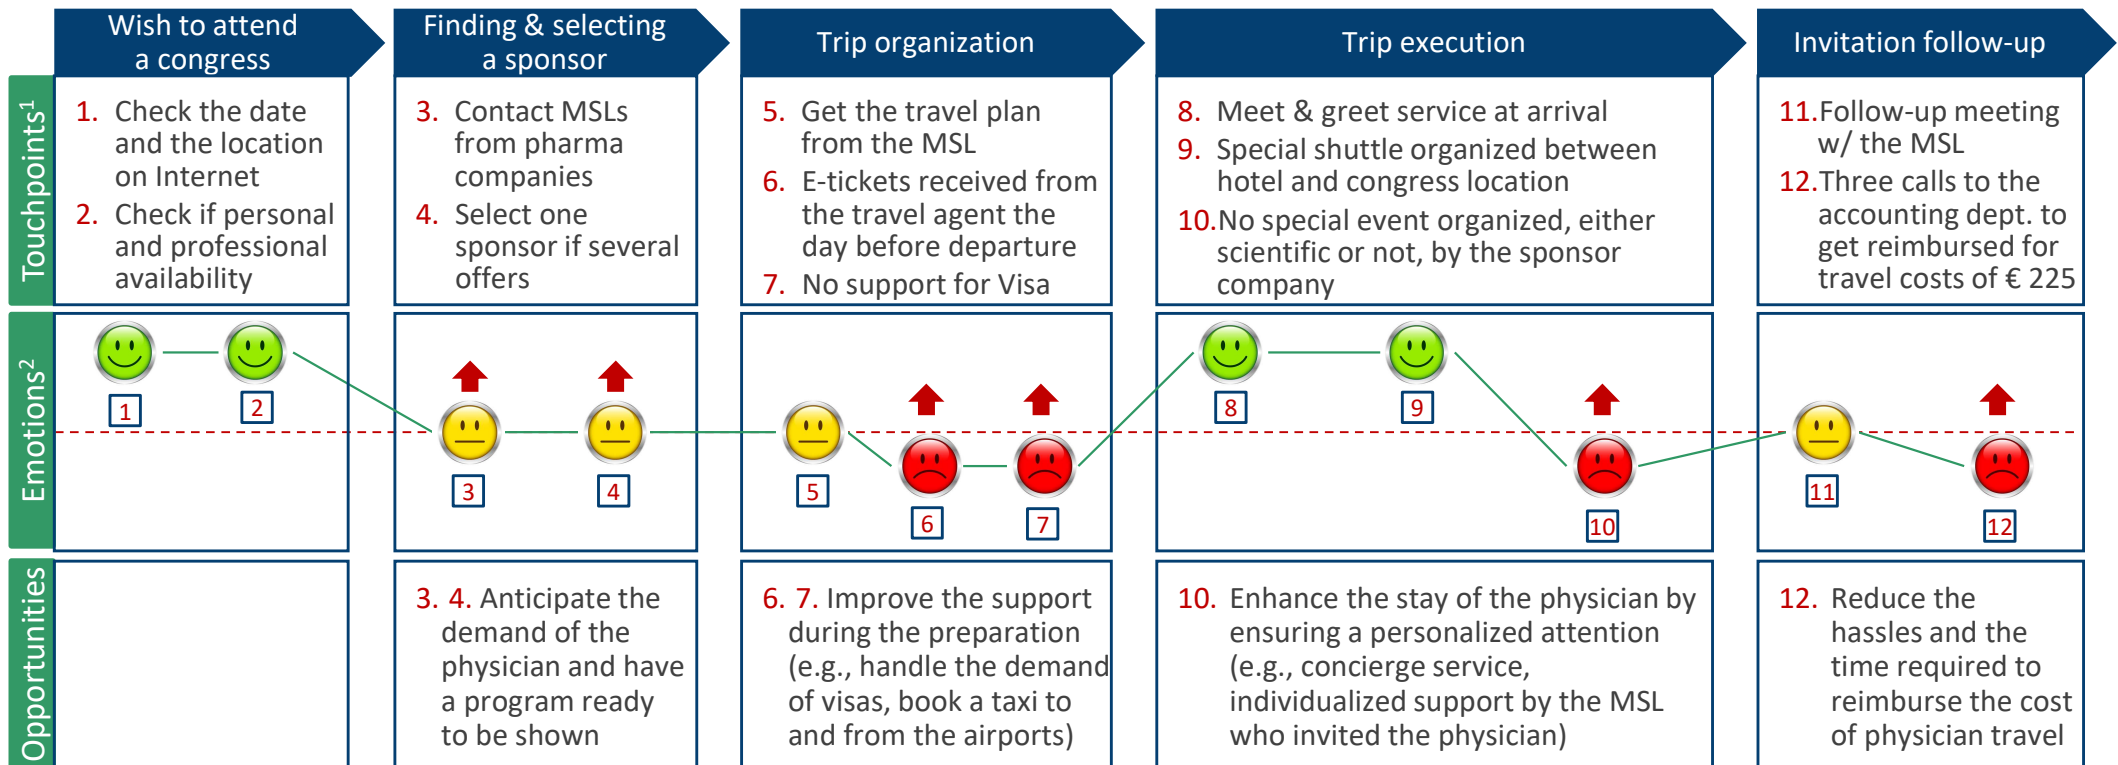 Wish to attend
a congress
Finding & selecting
a sponsor
Trip organization
Trip execution
Invitation follow-up
Touchpoints1
1. Check the date
and the location
on Internet
2. Check if personal
and professional
availability
3. Contact MSLs
from pharma
companies
4. Select one
sponsor if several
offers
5. Get the travel plan
from the MSL
6. E-tickets received from
the travel agent the
day before departure
7. No support for Visa
8. Meet & greet service at arrival
9. Special shuttle organized between
hotel and congress location
10.No special event organized, either
scientific or not, by the sponsor
company
11.Follow-up meeting
w/ the MSL
12.Three calls to the
accounting dept. to
get reimbursed for
travel costs of € 225
Emotions2
1
2
3
4
5
6
7
8
9
10
11
12
Opportunities
3. 4. Anticipate the
demand of the
physician and have
a program ready
to be shown
6. 7. Improve the support
during the preparation
(e.g., handle the demand
of visas, book a taxi to
and from the airports)
10. Enhance the stay of the physician by
ensuring a personalized attention
(e.g., concierge service,
individualized support by the MSL
who invited the physician)
12. Reduce the
hassles and the
time required to
reimburse the cost
of physician travel